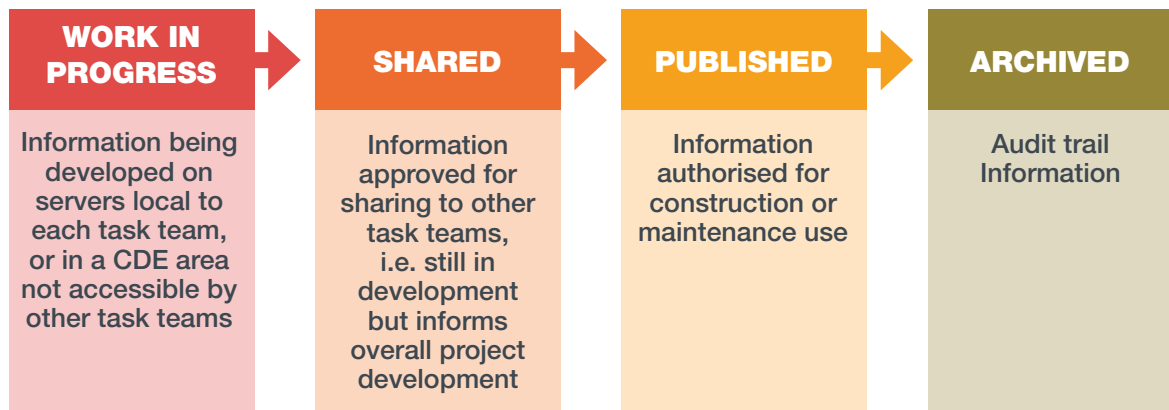 WORK IN
PROGRESS
Information being
developed on
servers local to
each task team,
or in a CDE area
not accessible by
other task teams
SHARED
Information
approved for
sharing to other
task teams,
i.e. still in
development
but informs
overall project
development
PUBLISHED
Information
authorised for
construction or
maintenance use
ARCHIVED
Audit trail
Information